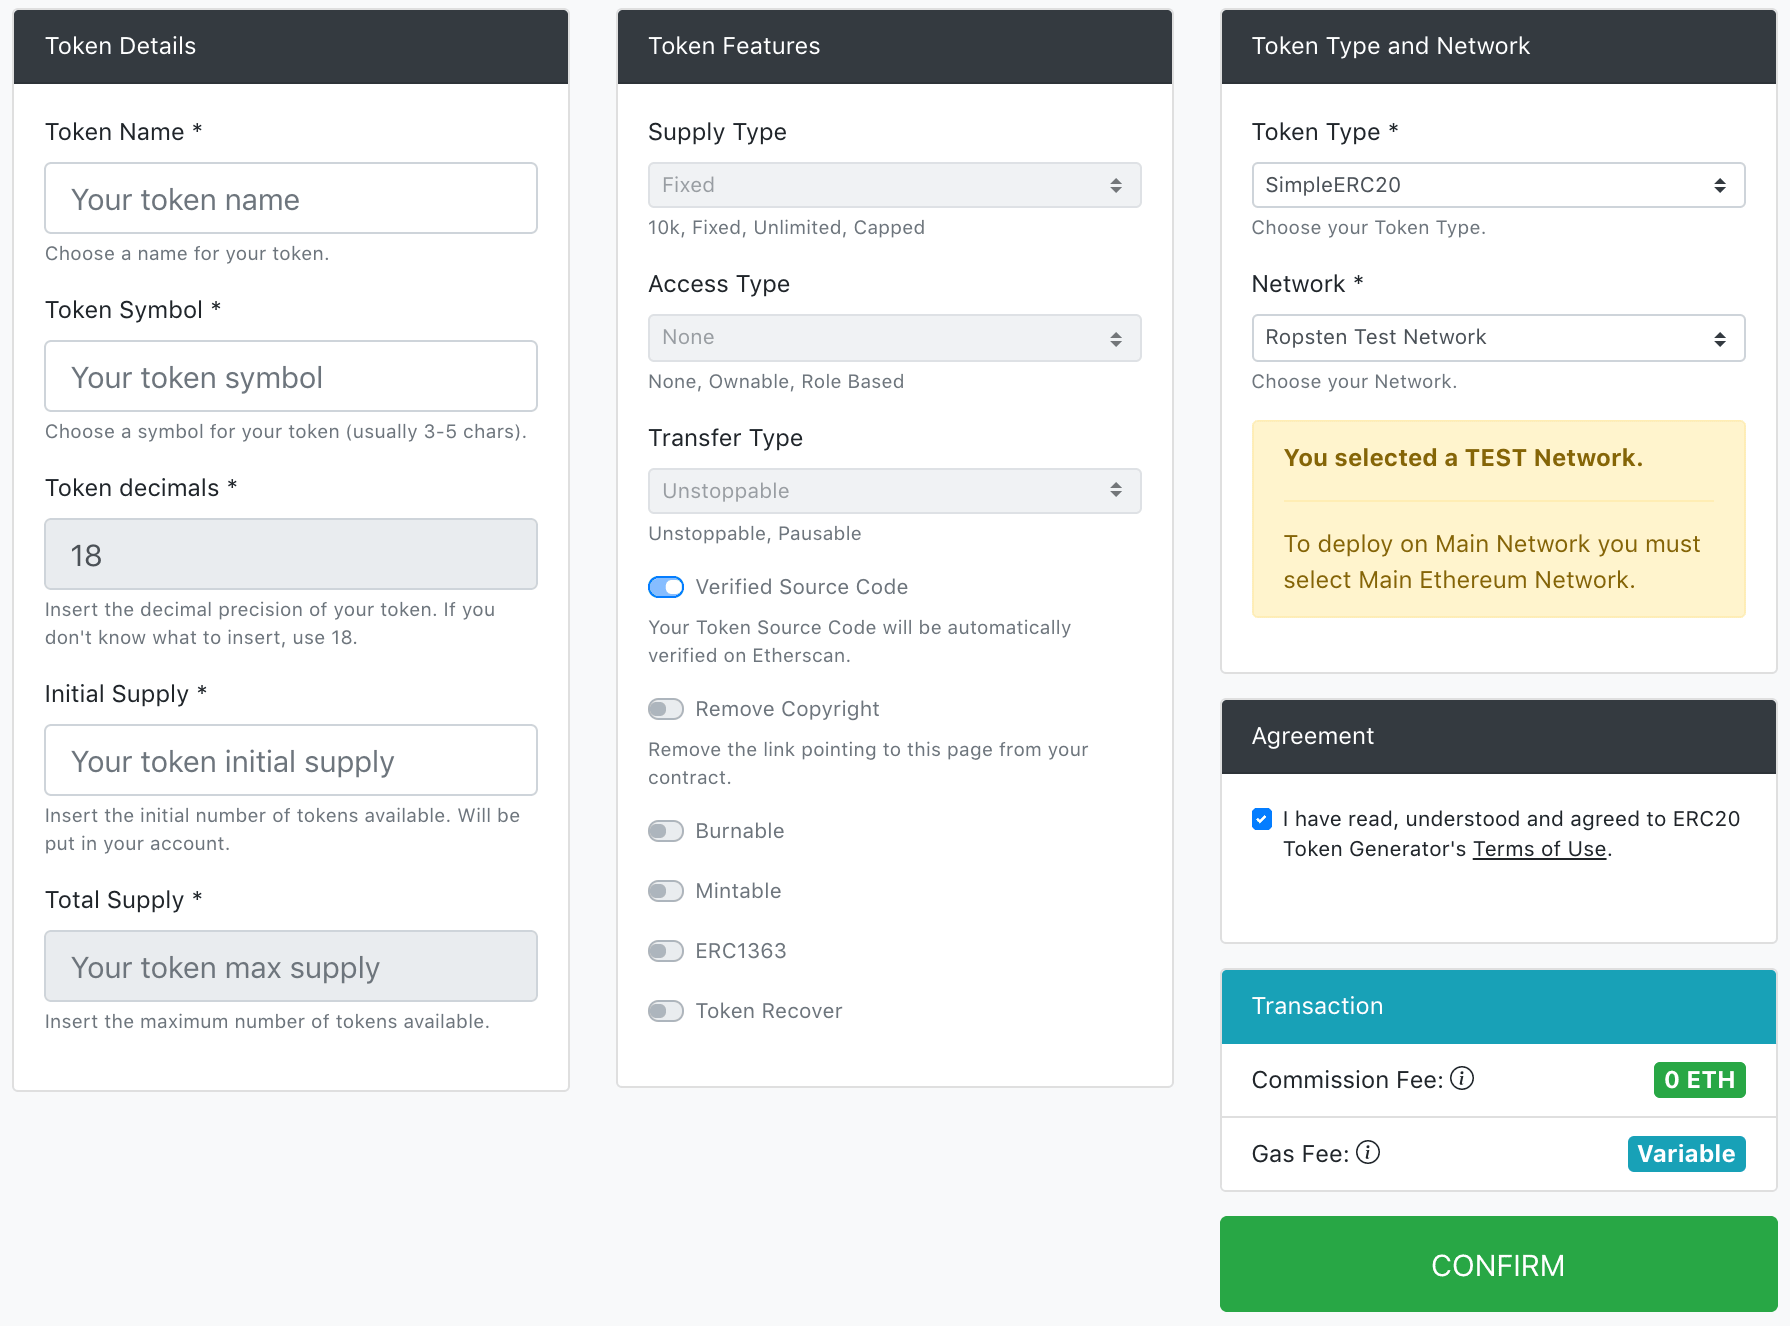 Token Details
Token Name *
Your token name
Choose a name for your token.
Token Symbol *
Your token symbol
Choose a symbol for your token (usually 3-5 chars).
Token decimals *
18
Insert the decimal precision of your token. If you
don't know what to insert, use 18.
Initial Supply *
Your token initial supply
Insert the initial number of tokens available. Will be
put in your account.
Total Supply *
Your token max supply
Insert the maximum number of tokens available.
Token Features
Supply Type
Fixed
10k, Fixed, Unlimited, Capped
Access Type
None
None, Ownable, Role Based
Transfer Type
Unstoppable
Unstoppable, Pausable
Verified Source Code
Your Token Source Code will be automatically
verified on Etherscan.
Remove Copyright
Remove the link pointing to this page from your
contract.
Burnable
Mintable
ERC1363
Token Recover
Token Type and Network
Token Type *
SimpleERC20
Choose your Token Type.
Network *
Ropsten Test Network
Choose your Network.
You selected a TEST Network.
To deploy on Main Network you must
select Main Ethereum Network.
Agreement
I have read, understood and agreed to ERC20
Token Generator's Terms of Use.
Transaction
Commission Fee: 0 ETH
Gas Fee: Variable
CONFIRM